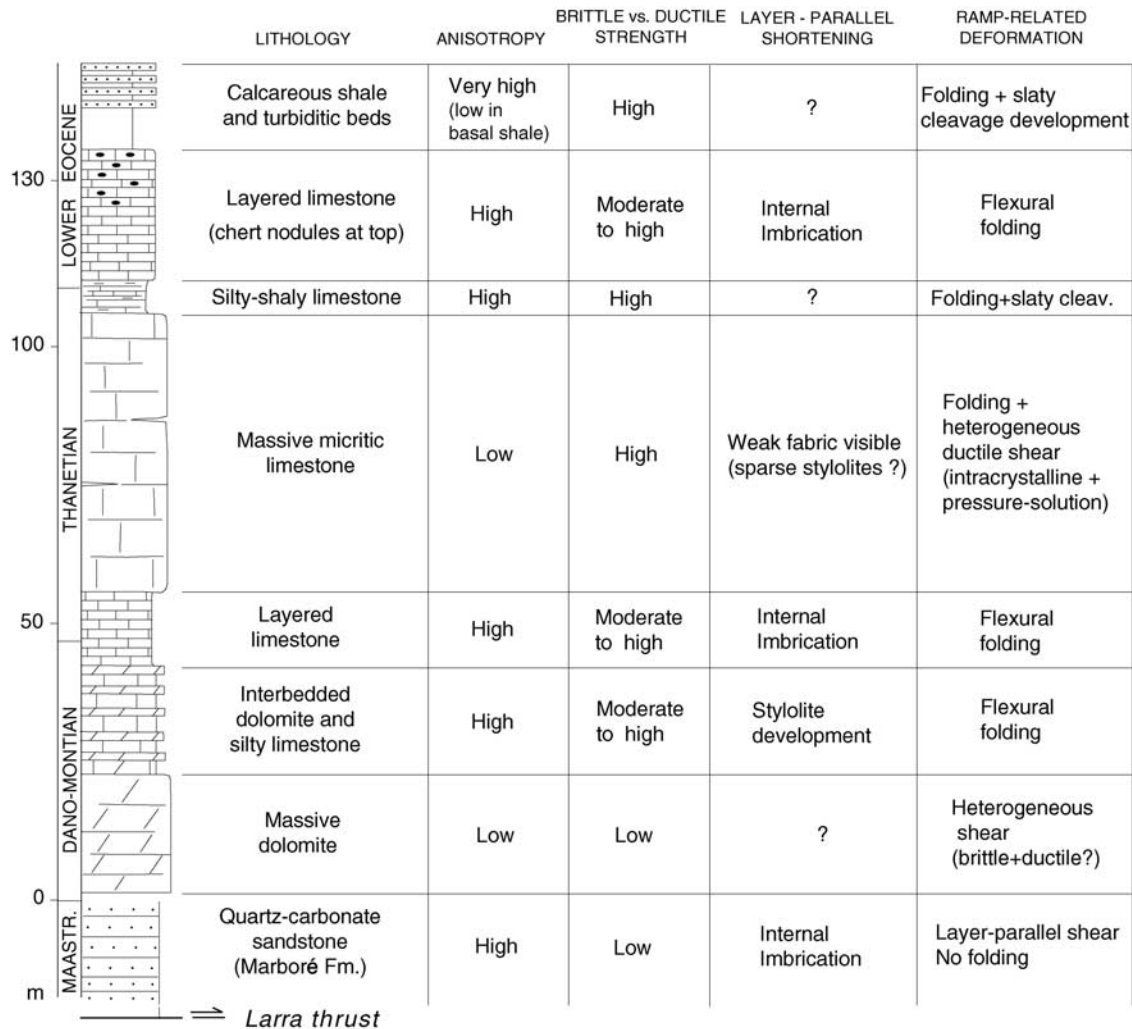 LITHOLOGY
ANISOTROPY
BRITTLE vs. DUCTILE
STRENGTH
LAYER - PARALLEL
SHORTENING
RAMP-RELATED
DEFORMATION
LOWER EOCENE
THANETIAN
DANO-MONTIAN
MAASTR.
130
100
50
0
m
Calcareous shale
and turbiditic beds
Very high
(low in
basal shale)
High
?
Folding + slaty
cleavage development
Layered limestone
(chert nodules at top)
High
Moderate
to high
Internal
Imbrication
Flexural
folding
Silty-shaly limestone
High
High
?
Folding+slaty cleav.
Massive micritic
limestone
Low
High
Weak fabric visible
(sparse stylolites ?)
Folding +
heterogeneous
ductile shear
(intracrystalline +
pressure-solution)
Layered
limestone
High
Moderate
to high
Internal
Imbrication
Flexural
folding
Interbedded
dolomite and
silty limestone
High
Moderate
to high
Stylolite
development
Flexural
folding
Massive
dolomite
Low
Low
?
Heterogeneous
shear
(brittle+ductile?)
Quartz-carbonate
sandstone
(Marboré Fm.)
High
Low
Internal
Imbrication
Layer-parallel shear
No folding
Larra thrust